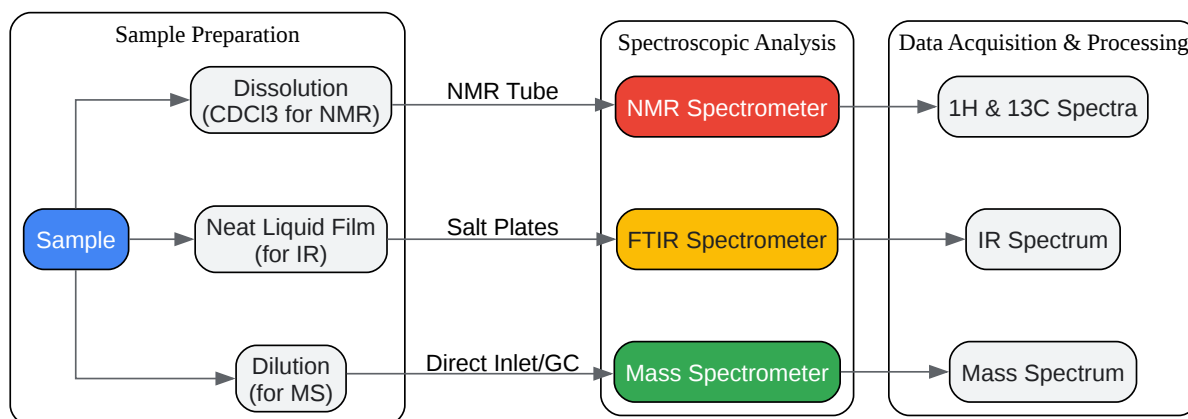 Sample Preparation
Spectroscopic Analysis
Data Acquisition & Processing
Dissolution
(CDCl3 for NMR)
NMR Tube
NMR Spectrometer
1H & 13C Spectra
Sample
Neat Liquid Film
(for IR)
Salt Plates
FTIR Spectrometer
IR Spectrum
Dilution
(for MS)
Direct Inlet/GC
Mass Spectrometer
Mass Spectrum